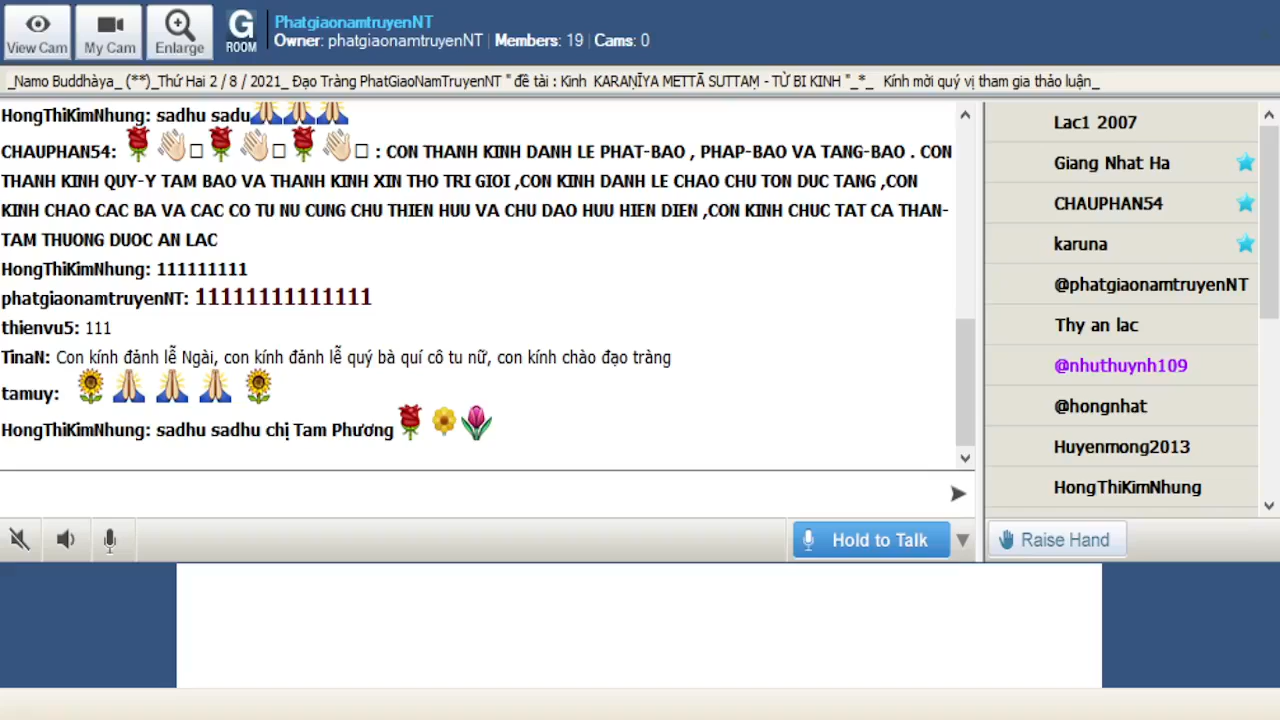 View Cam
My Cam
Enlarge
G
ROOM
PhatgiaonamtruyenNT
Owner: phatgiaonamtruyenNT | Members: 19 | Cams: 0
_Namo Buddhàya_ (**)_Thứ Hai 2 / 8 / 2021_ Đạo Tràng PhatGiaoNamTruyenNT " đề tài : Kinh KARAṆĪYA METTĀ SUTTAṂ - TỪ BI KINH "_*_ Kính mời quý vị tham gia thảo luận_
HongThiKimNhung: sadhu sadu🙏🙏🙏
CHAUPHAN54: 🌹👋□🌹👋□🌹👋□ : CON THANH KINH DANH LE PHAT-BAO , PHAP-BAO VA TANG-BAO . CON
THANH KINH QUY-Y TAM BAO VA THANH KINH XIN THO TRI GIOI ,CON KINH DANH LE CHAO CHU TON DUC TANG ,CON
KINH CHAO CAC BA VA CAC CO TU NU CUNG CHU THIEN HUU VA CHU DAO HUU HIEN DIEN ,CON KINH CHUC TAT CA THAN-
TAM THUONG DUOC AN LAC
HongThiKimNhung: 111111111
phatgiaonamtruyenNT: 11111111111111
thienvu5: 111
TinaN: Con kính đảnh lễ Ngài, con kính đảnh lễ quý bà quí cô tu nữ, con kính chào đạo tràng
tamuy: 🌻🙏🙏🙏🌻
HongThiKimNhung: sadhu sadhu chị Tam Phương🌹🌼🌷
Lac1 2007
Giang Nhat Ha
CHAUPHAN54
karuna
@phatgiaonamtruyenNT
Thy an lac
@nhuthuynh109
@hongnhat
Huyenmong2013
HongThiKimNhung
Hold to Talk
Raise Hand